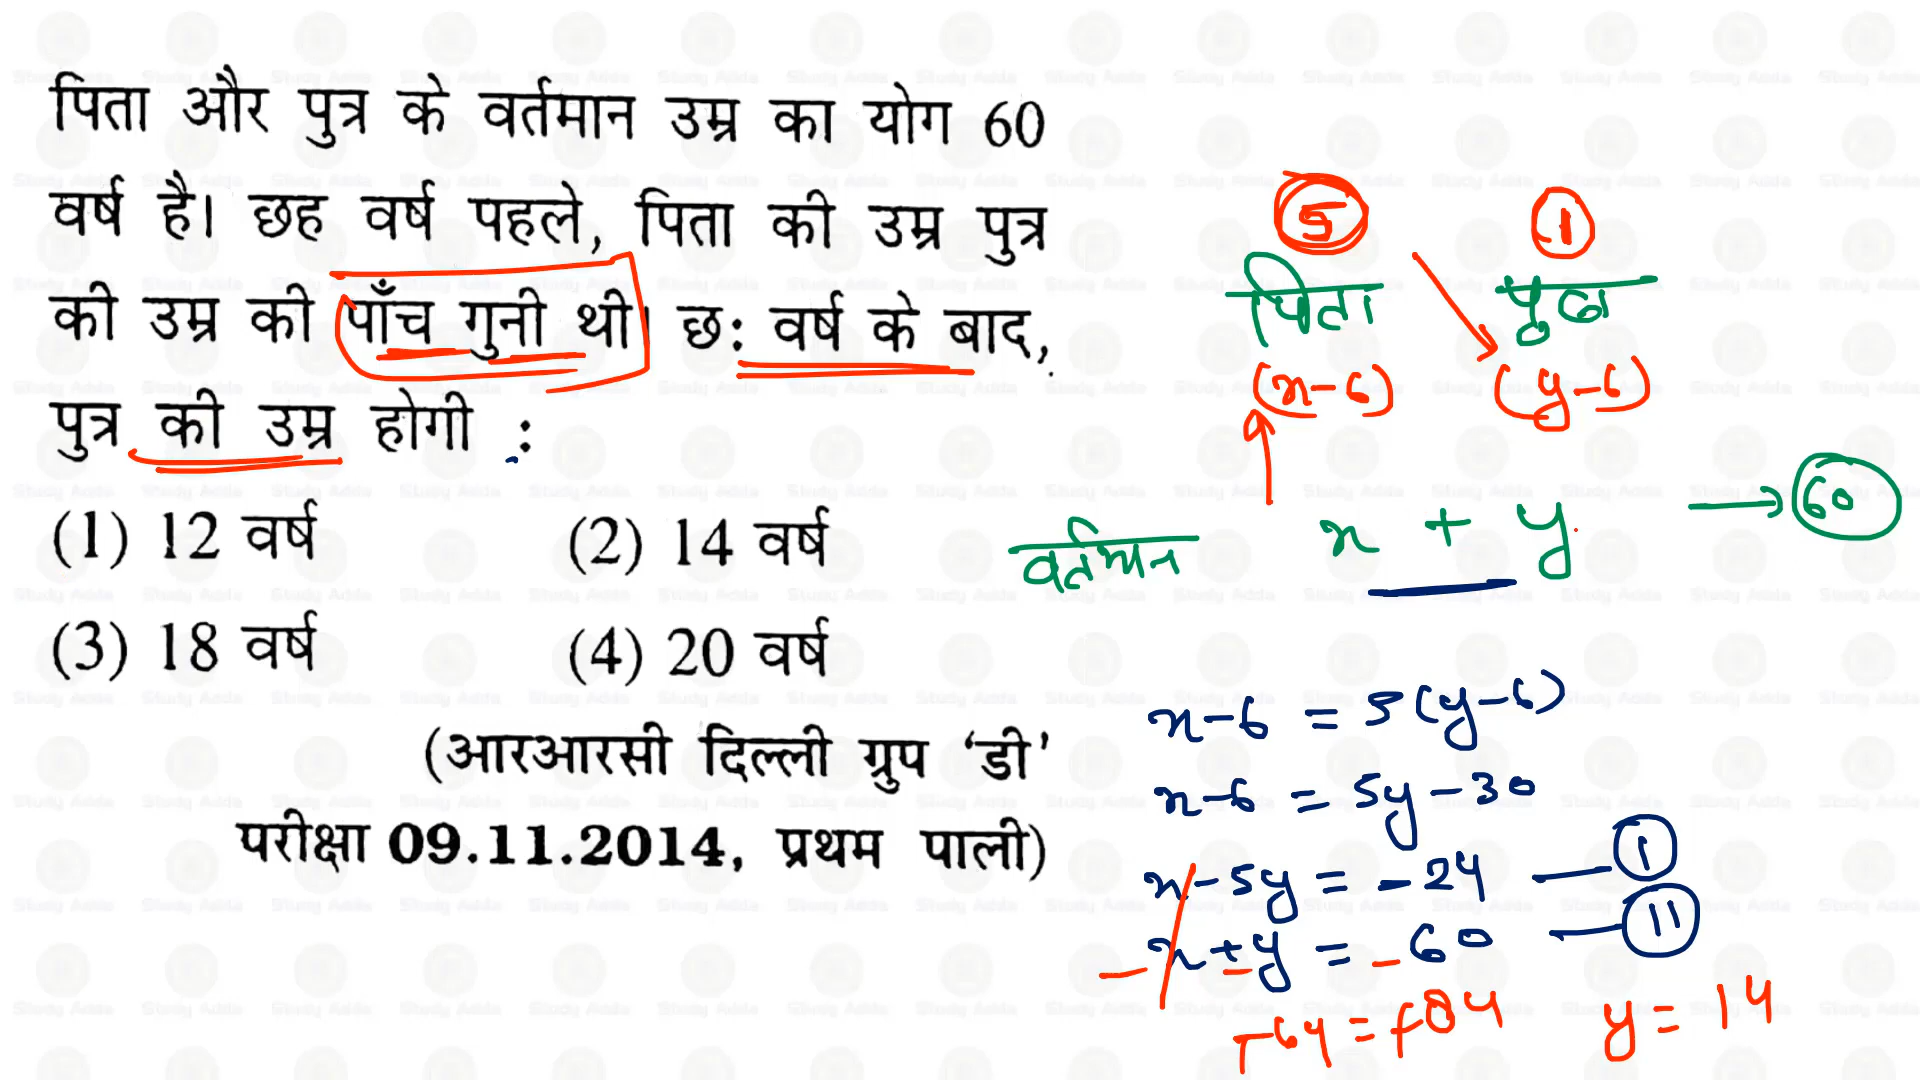 पिता और पुत्र के वर्तमान उम्र का योग 60
वर्ष है। छह वर्ष पहले, पिता की उम्र पुत्र
की उम्र की पाँच गुनी थी। छः वर्ष के बाद,
पुत्र की उम्र होगी :
(1) 12 वर्ष (2) 14 वर्ष
(3) 18 वर्ष (4) 20 वर्ष
(आरआरसी दिल्ली ग्रुप ‘डी’
परीक्षा 09.11.2014, प्रथम पाली)
5 1
पिता पुत्र
(x-6) (y-6)
वर्तमान x + y → 60
x-6 = 5(y-6)
x-6 = 5y-30
x-5y = -24 — 1
x+y = 60 — 11
-6y = -84 y = 14